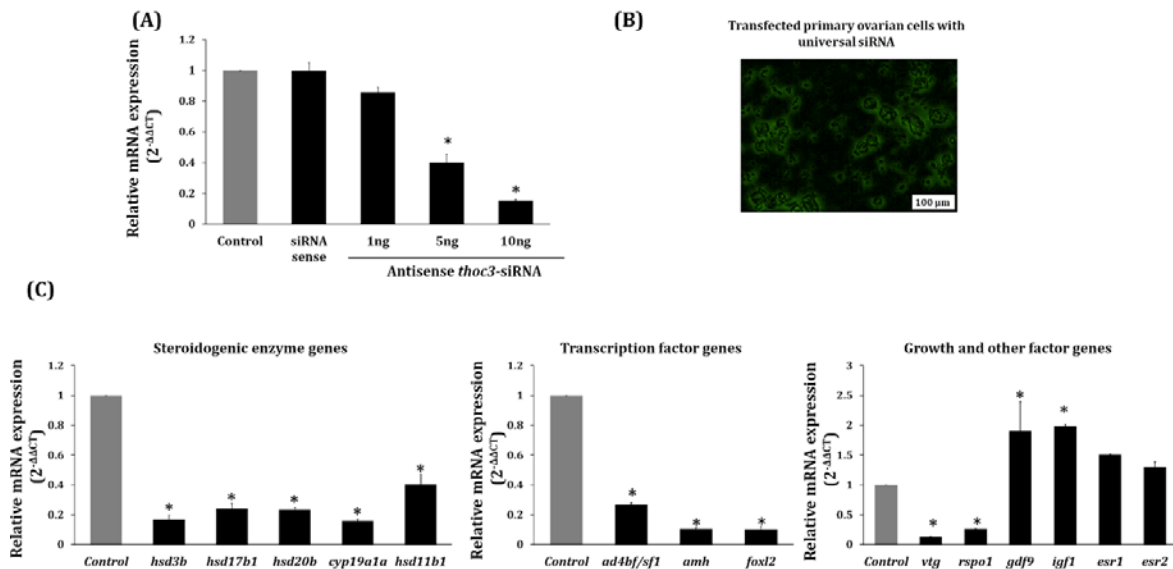 (A)
Relative mRNA expression
(2-ΔΔCT)
1.2
1
0.8
0.6
0.4
0.2
0
*
*
Control
siRNA
sense
1ng
5ng
10ng
Antisense thoc3-siRNA
(B)
Transfected primary ovarian cells with
universal siRNA
100 µm
(C)
Steroidogenic enzyme genes
Relative mRNA expression
(2-ΔΔCT)
1.2
1
0.8
0.6
0.4
0.2
0
*
*
*
*
*
Control
hsd3b
hsd17b1
hsd20b
cyp19a1a
hsd11b1
Transcription factor genes
Relative mRNA expression
(2-ΔΔCT)
1.2
1
0.8
0.6
0.4
0.2
0
*
*
*
Control
ad4bf/sf1
amh
foxl2
Growth and other factor genes
Relative mRNA expression
(2-ΔΔCT)
3
2.5
2
1.5
1
0.5
0
*
*
*
*
Control
vtg
rspo1
gdf9
igf1
esr1
esr2